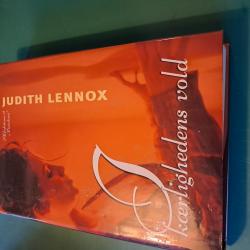 JUDITH LENNOX
I
kærlighedens vold